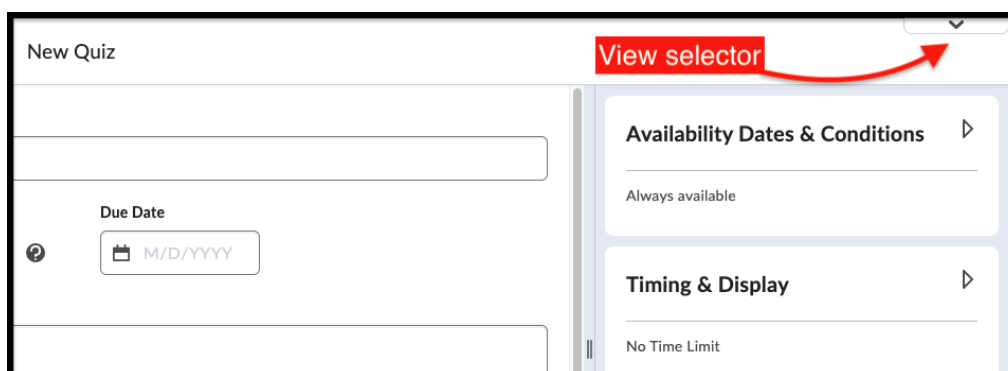 New Quiz
View selector
Availability Dates & Conditions
Always available
Due Date
M/D/YYYY
Timing & Display
No Time Limit